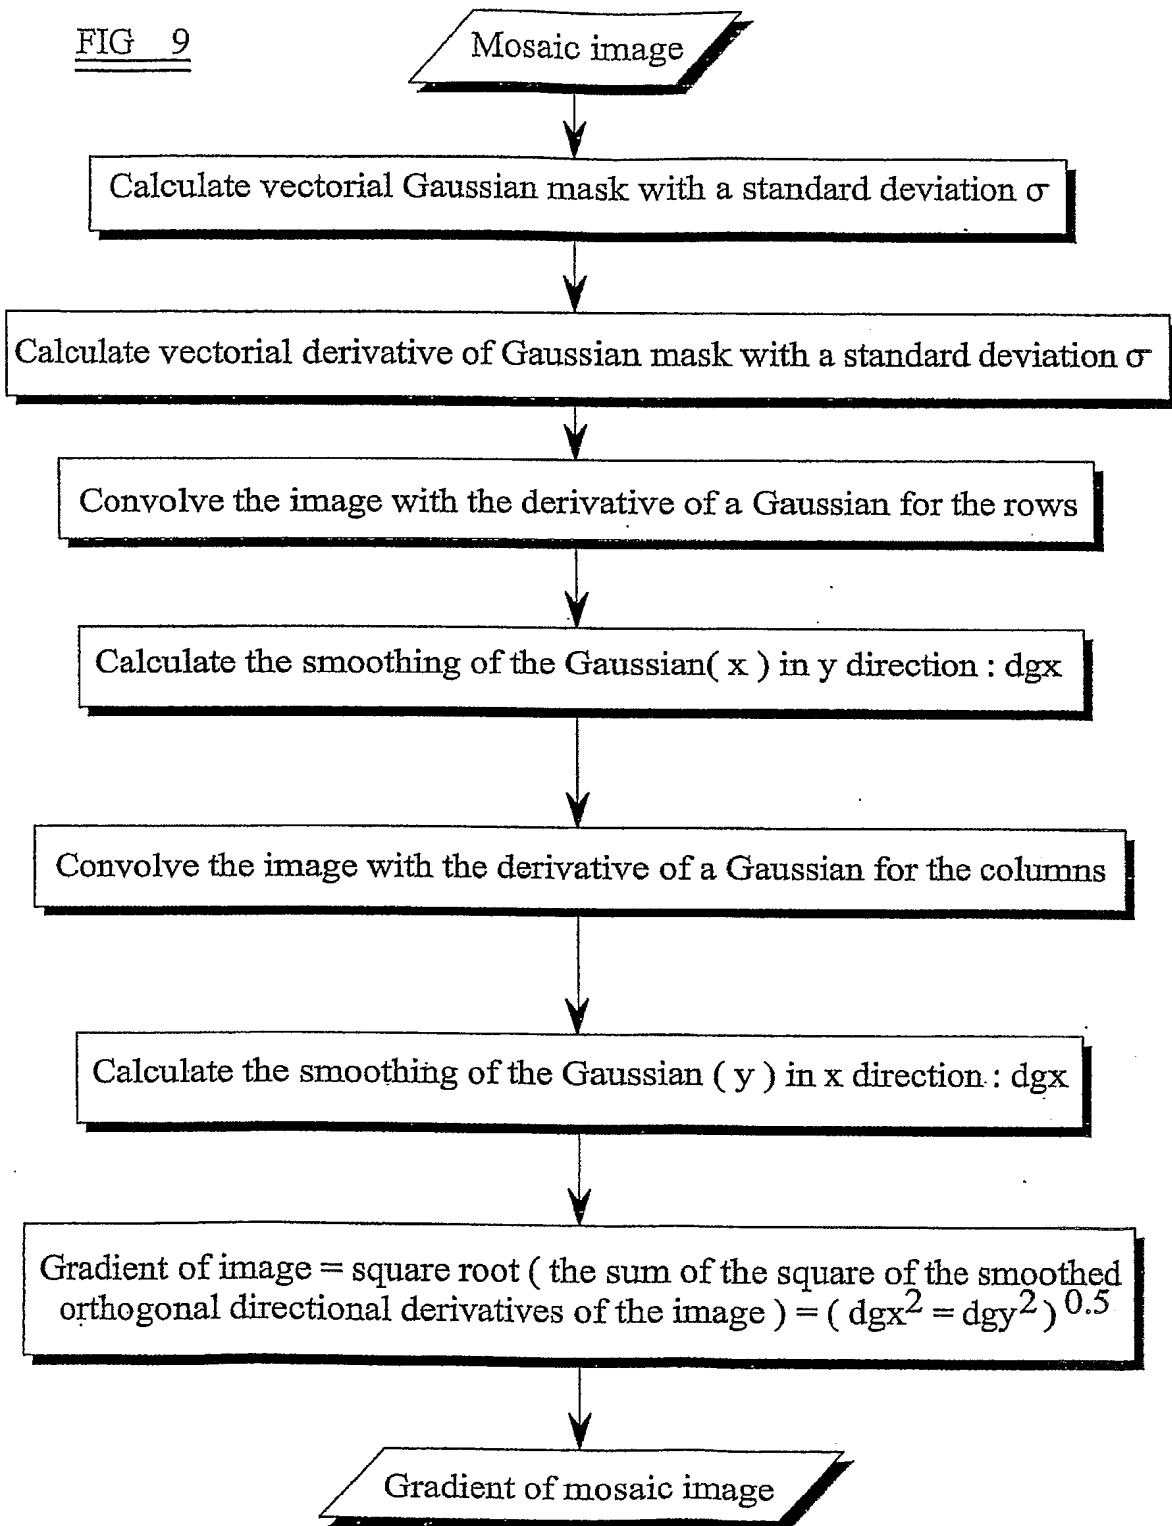 FIG 9
Mosaic image
Calculate vectorial Gaussian mask with a standard deviation σ
Calculate vectorial derivative of Gaussian mask with a standard deviation σ
Convolve the image with the derivative of a Gaussian for the rows
Calculate the smoothing of the Gaussian( x ) in y direction : dgx
Convolve the image with the derivative of a Gaussian for the columns
Calculate the smoothing of the Gaussian ( y ) in x direction : dgx
Gradient of image = square root ( the sum of the square of the smoothed
orthogonal directional derivatives of the image ) = ( dgx² = dgy² )^0.5
Gradient of mosaic image